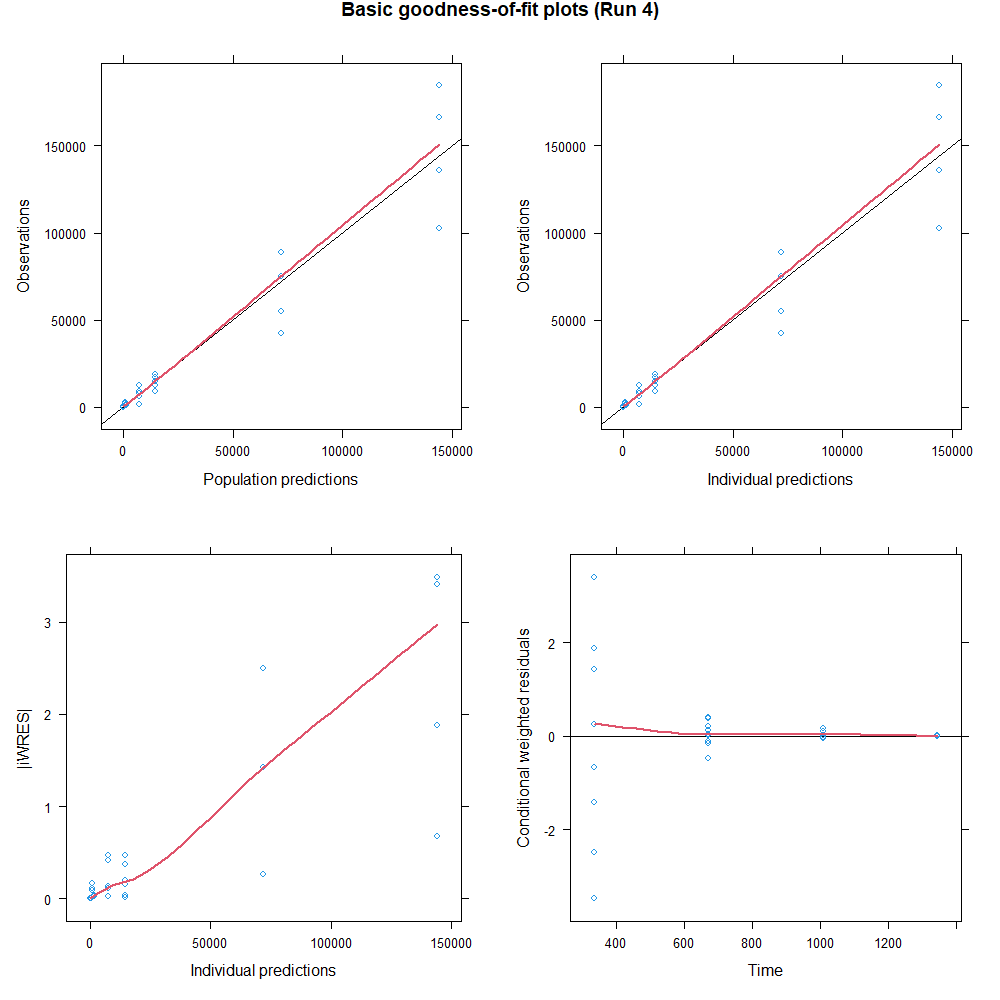 Basic goodness-of-fit plots (Run 4)
Observations
150000
100000
50000
0
0 50000 100000 150000
Population predictions
Observations
150000
100000
50000
0
0 50000 100000 150000
Individual predictions
|iWRES|
3
2
1
0
0 50000 100000 150000
Individual predictions
Conditional weighted residuals
2
0
-2
400 600 800 1000 1200
Time